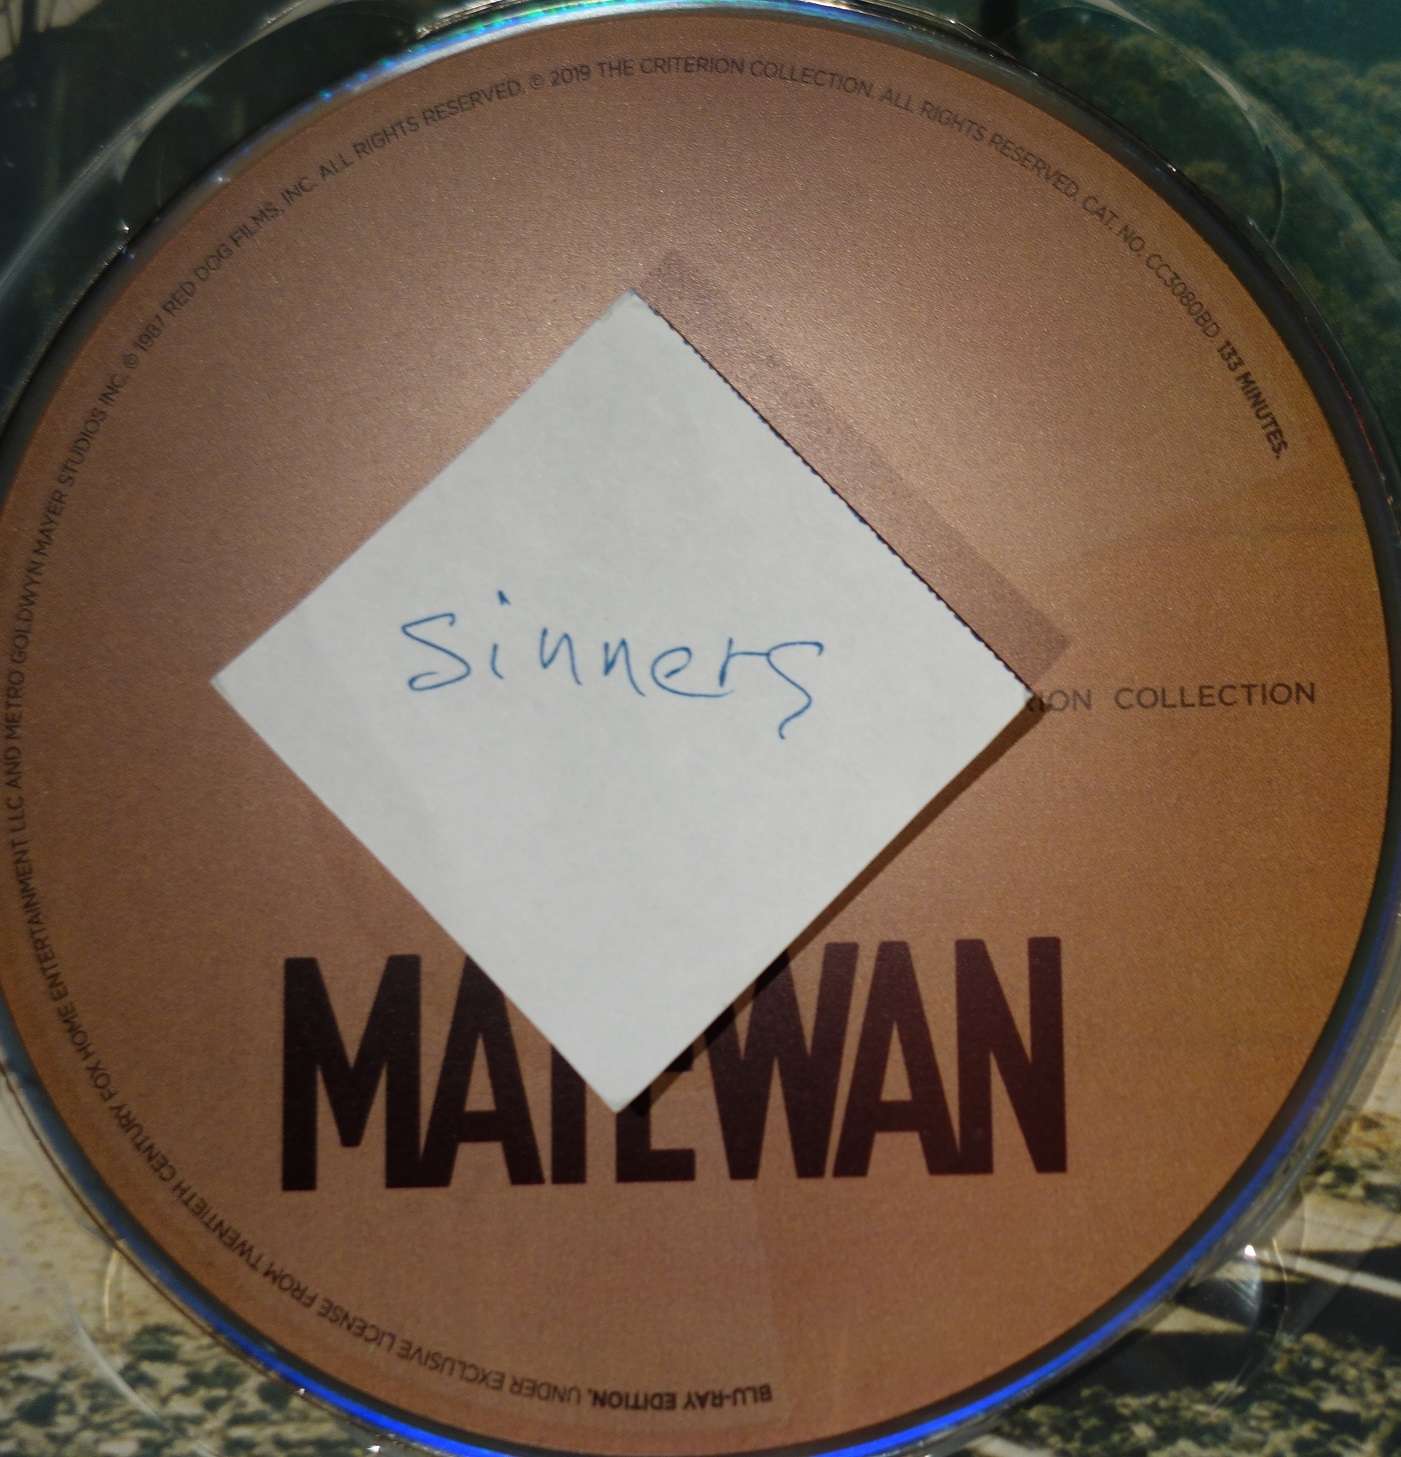 BLU-RAY EDITION, UNDER EXCLUSIVE LICENSE FROM TWENTIETH CENTURY FOX HOME ENTERTAINMENT LLC AND METRO GOLDWYN MAYER STUDIOS INC. © 1987 RED DOG FILMS, INC. ALL RIGHTS RESERVED. © 2019 THE CRITERION COLLECTION. ALL RIGHTS RESERVED. CAT. NO. CC3080BD 133 MINUTES.
sinners
RION COLLECTION
MATEWAN